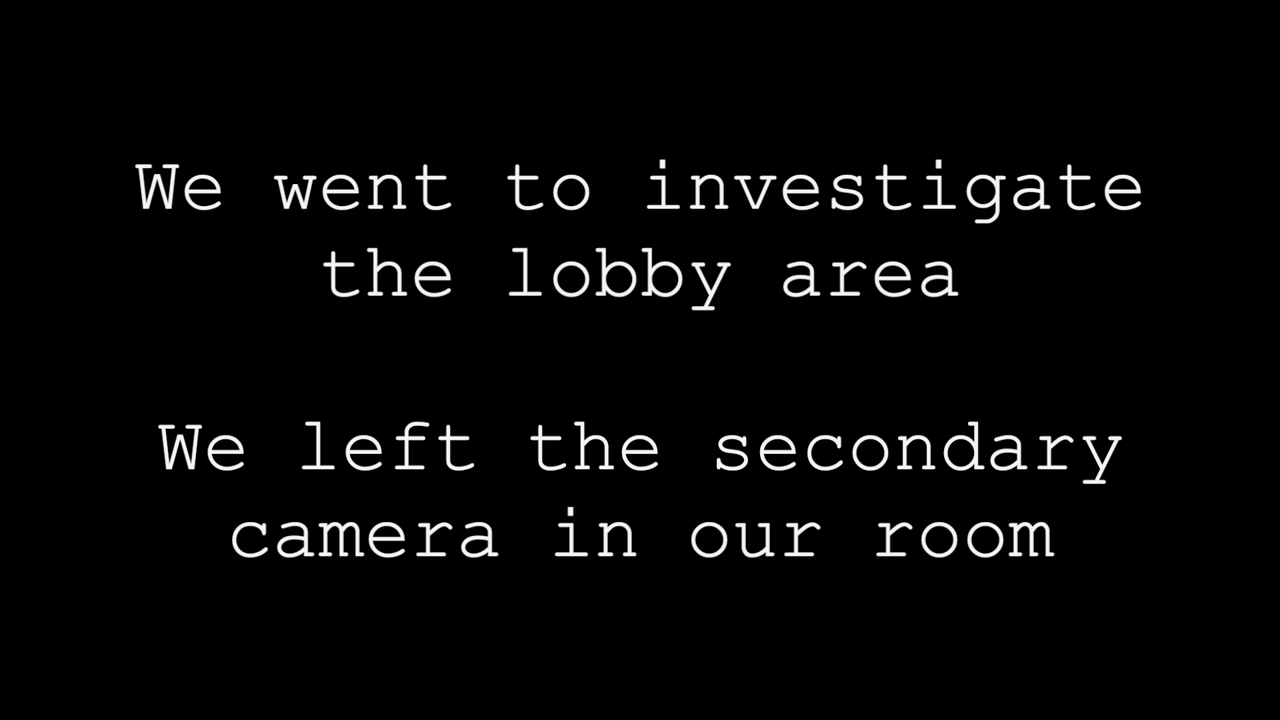 We went to investigate
the lobby area
We left the secondary
camera in our room